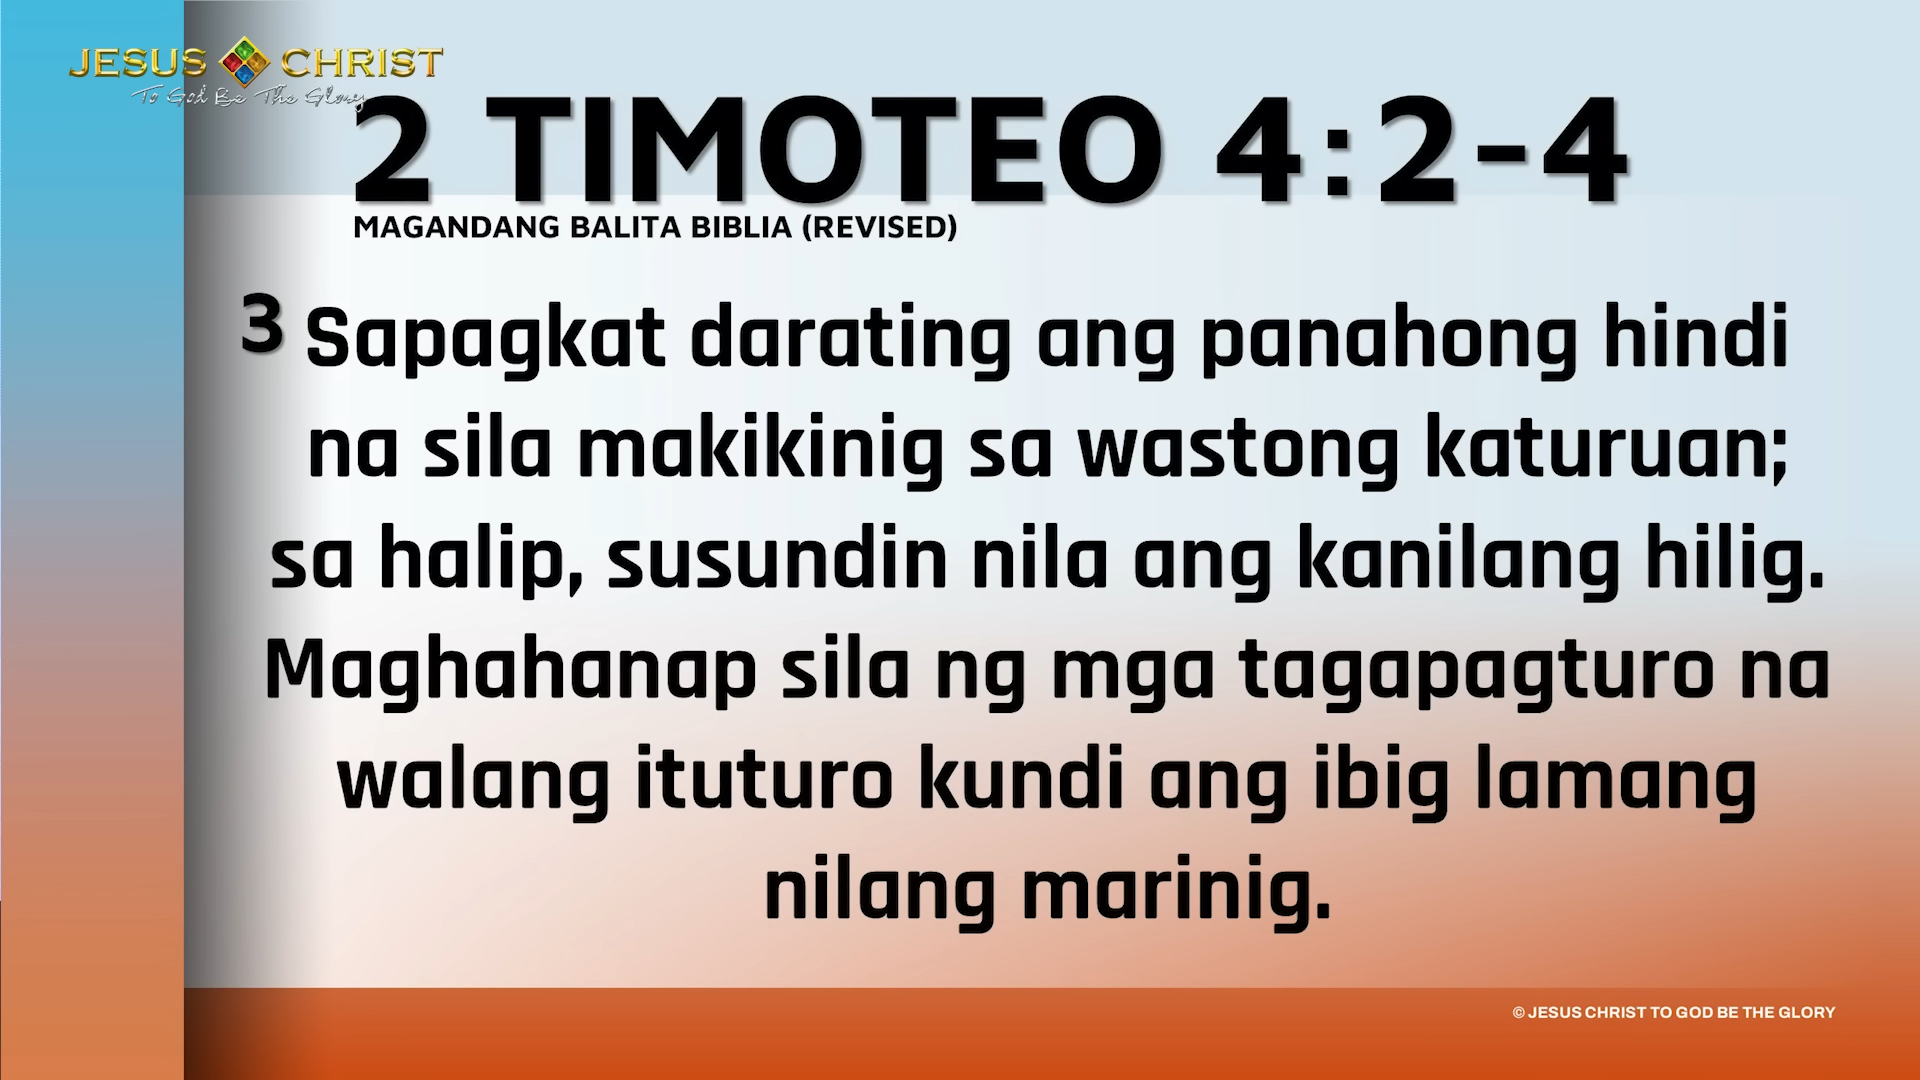 JESUS CHRIST
To God Be The Glory
2 TIMOTEO 4:2-4
MAGANDANG BALITA BIBLIA (REVISED)
3 Sapagkat darating ang panahong hindi
na sila makikinig sa wastong katuruan;
sa halip, susundin nila ang kanilang hilig.
Maghahanap sila ng mga tagapagturo na
walang ituturo kundi ang ibig lamang
nilang marinig.
© JESUS CHRIST TO GOD BE THE GLORY